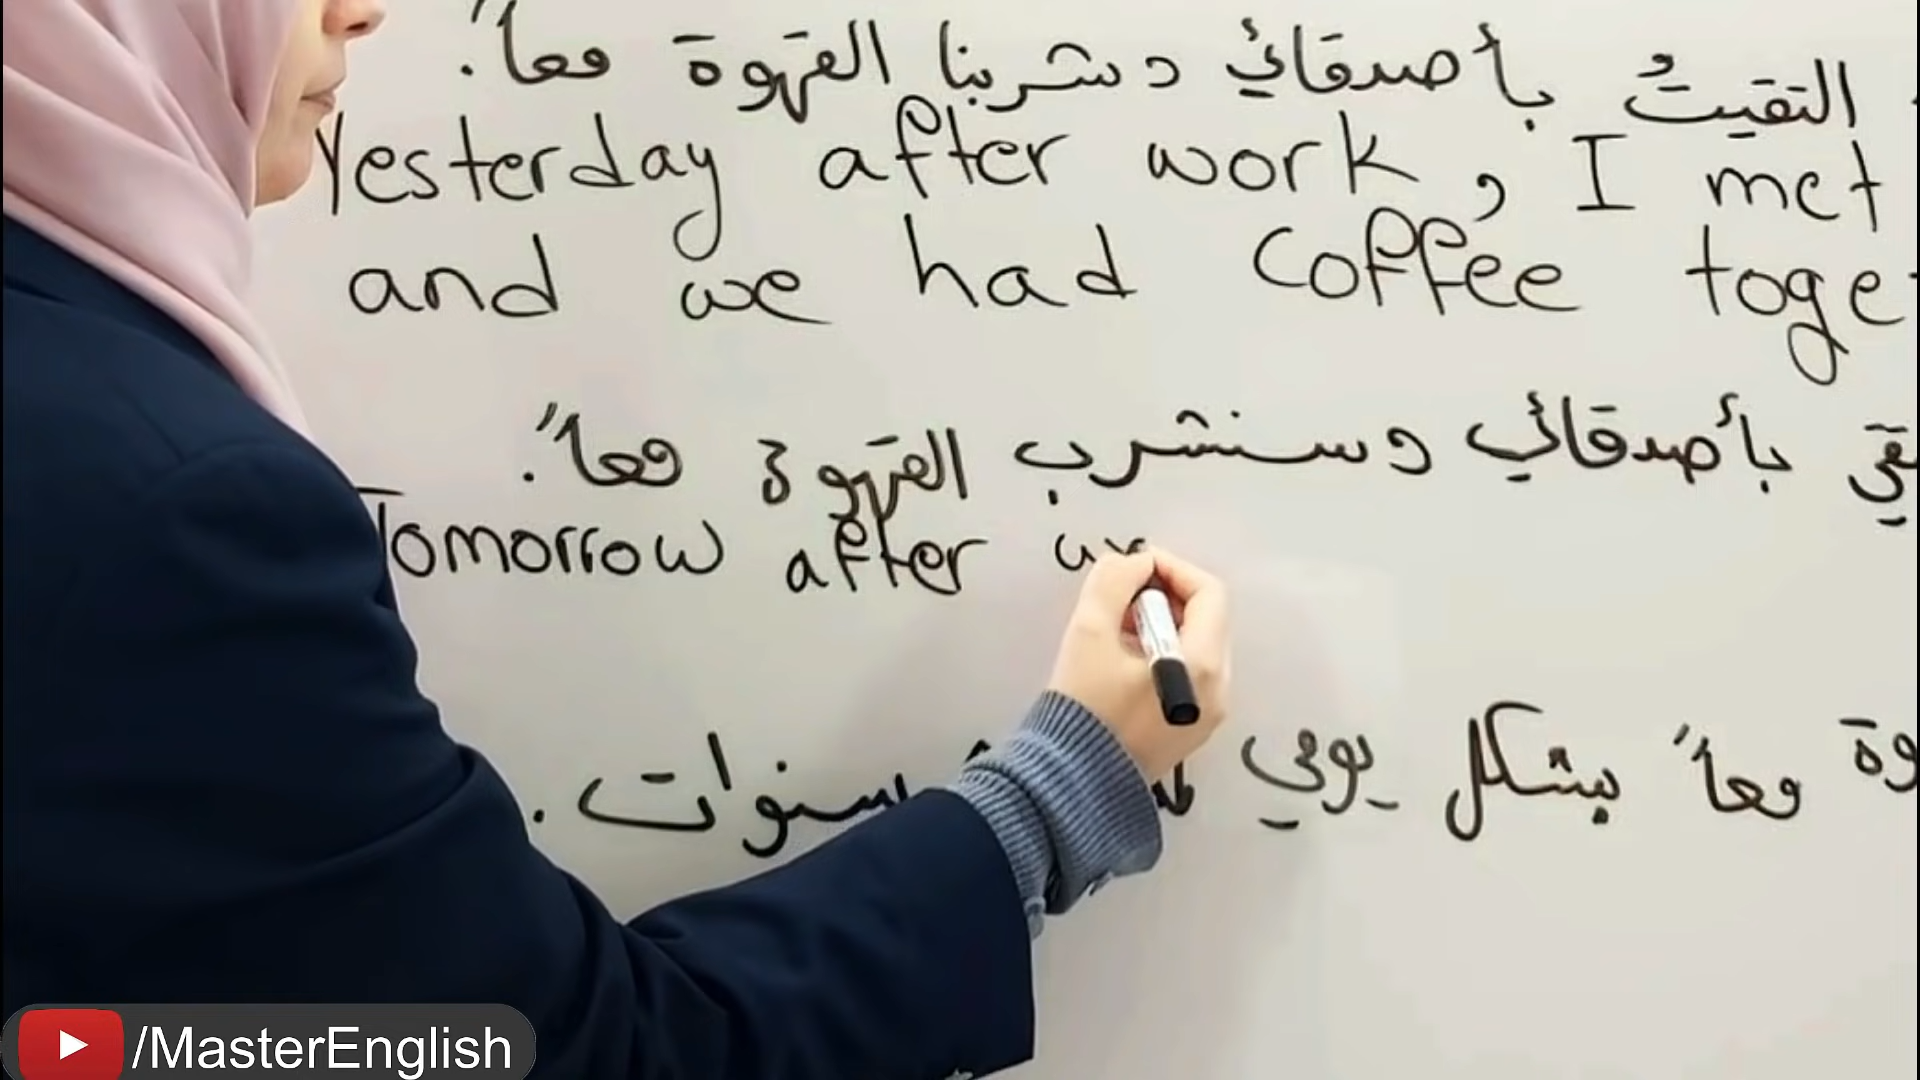 التقيتُ بأصدقائي وشربنا القهوة معاً.
Yesterday after work, I met
and we had coffee toge
بأصدقائي وسنشرب القهوة معاً.
Tomorrow after wo
معاً بشكل يومي سنوات.
/MasterEnglish